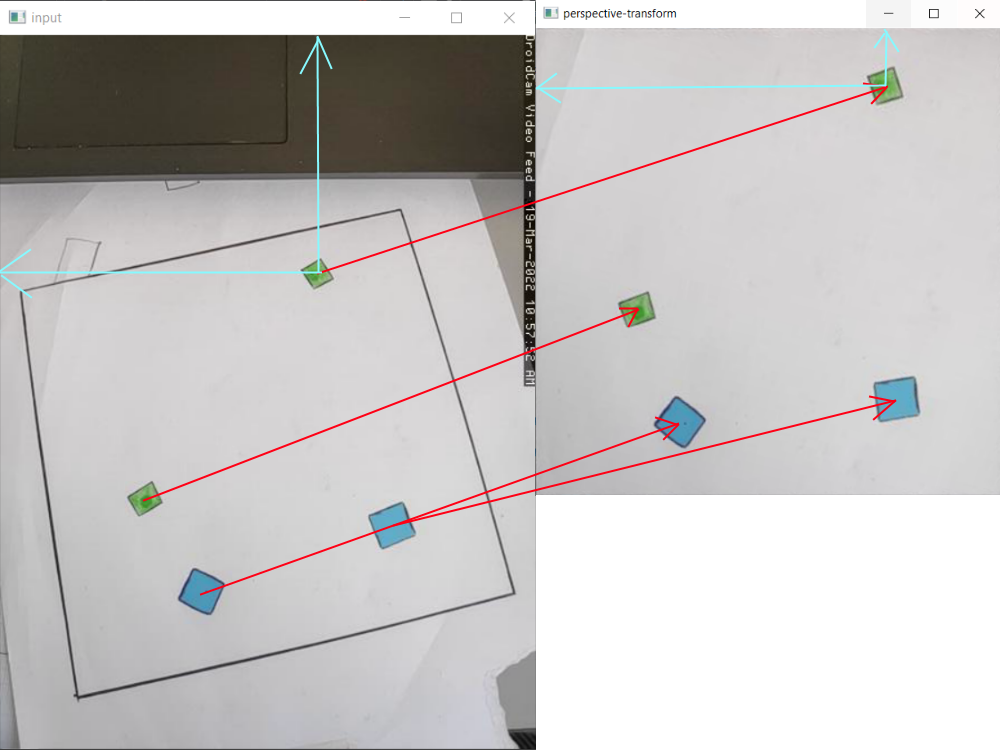 input
perspective-transform
DroidCam Video Feed - 19-Mar-2022 10:57:52 AM